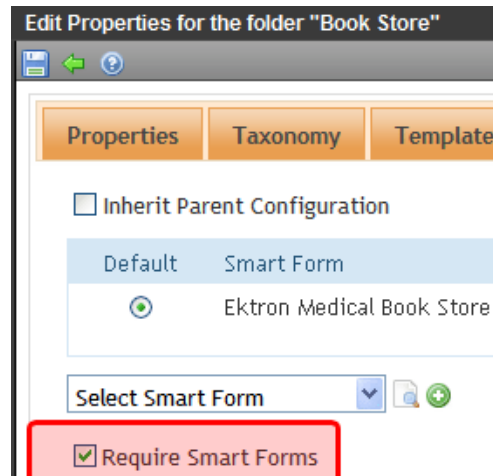 Edit Properties for the folder "Book Store"
Properties Taxonomy Template
Inherit Parent Configuration
Default Smart Form
Ektron Medical Book Store
Select Smart Form
Require Smart Forms